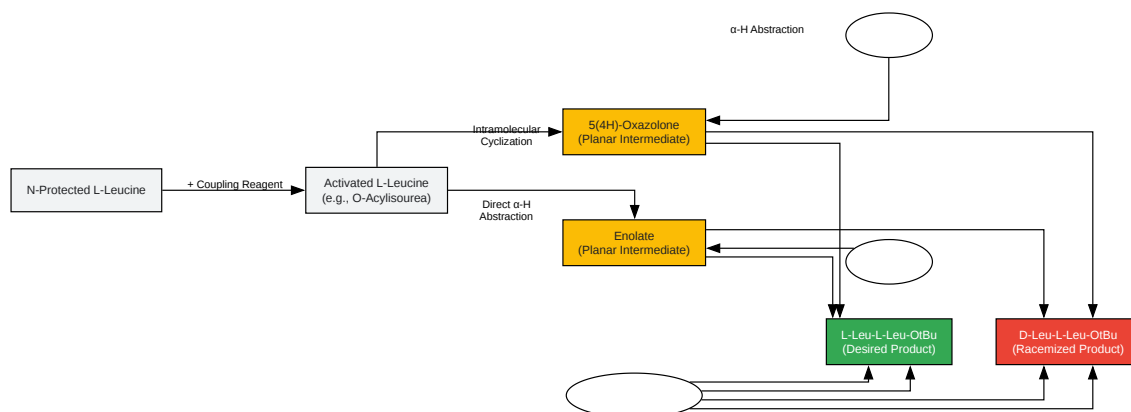 α-H Abstraction
5(4H)-Oxazolone
(Planar Intermediate)
Intramolecular
Cyclization
N-Protected L-Leucine
+ Coupling Reagent
Activated L-Leucine
(e.g., O-Acylisourea)
Direct α-H
Abstraction
Enolate
(Planar Intermediate)
L-Leu-L-Leu-OtBu
(Desired Product)
D-Leu-L-Leu-OtBu
(Racemized Product)